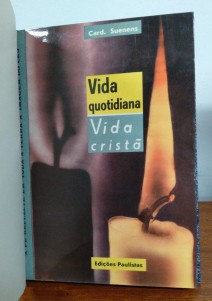 Card. Suenens
Vida
quotidiana
Vida
cristã
Edições Paulistas